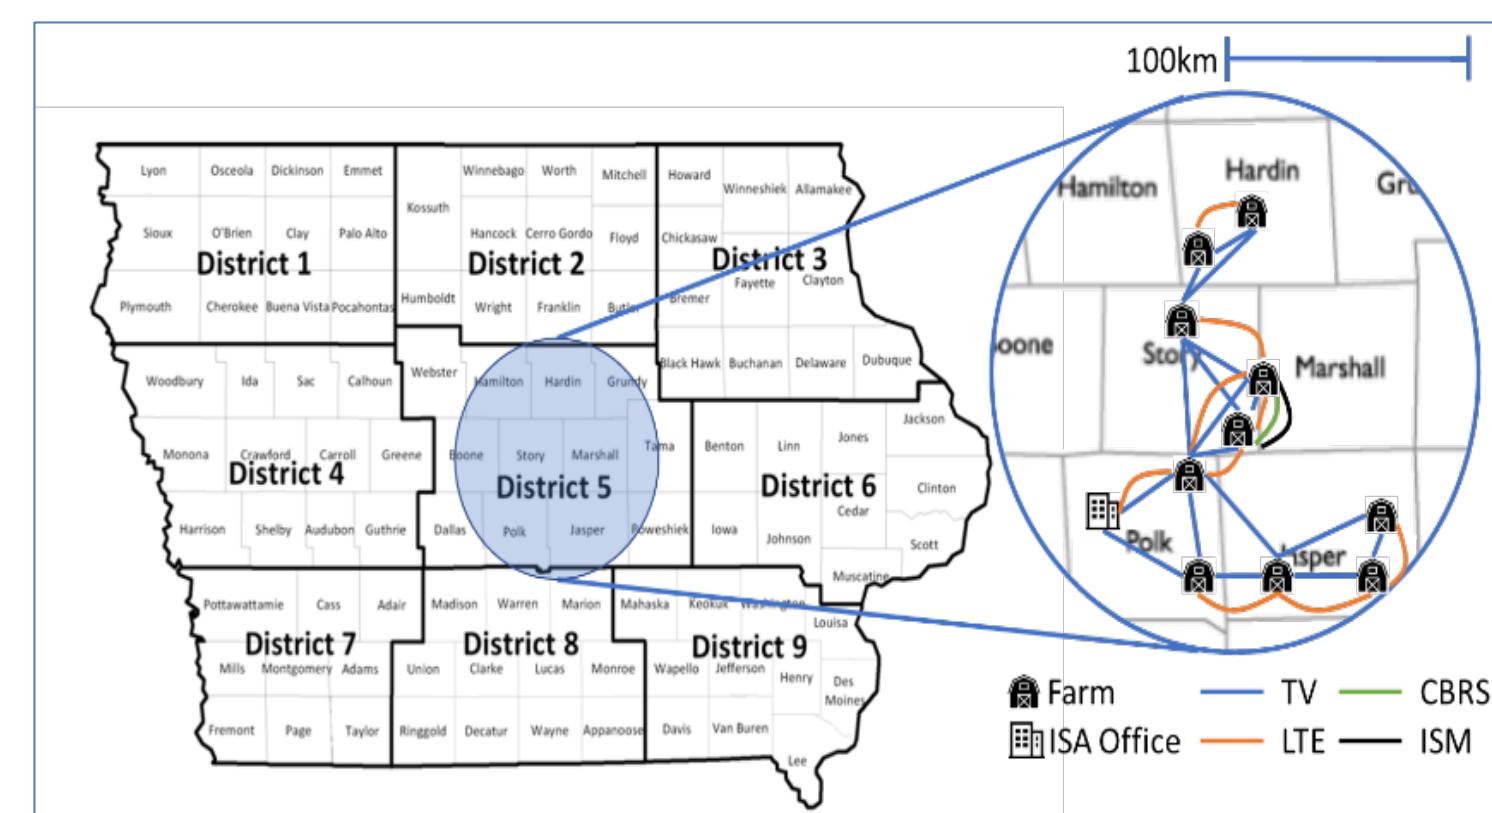 100km
Lyon Osceola Dickinson Emmet Winnebago Worth Mitchell Howard Winneshiek Allamakee
Kossuth
Sioux O'Brien Clay Palo Alto Hancock Cerro Gordo Floyd Chickasaw
District 1 District 2 District 3
Fayette Clayton
Plymouth Cherokee Buena Vista Pocahontas Humboldt Wright Franklin Butler Bremer
Woodbury Ida Sac Calhoun Webster Hamilton Hardin Grundy Black Hawk Buchanan Delaware Dubuque
Monona Crawford Carroll Greene Boone Story Marshall Tama Benton Linn Jones Jackson
District 4 District 5 District 6
Cedar Clinton
Harrison Shelby Audubon Guthrie Dallas Polk Jasper Poweshiek Iowa Johnson Scott
Muscatine
Pottawattamie Cass Adair Madison Warren Marion Mahaska Keokuk Washington Louisa
District 7 District 8 District 9
Mills Montgomery Adams Union Clarke Lucas Monroe Wapello Jefferson Henry Des
Moines
Fremont Page Taylor Ringgold Decatur Wayne Appanoose Davis Van Buren
Lee
Hamilton Hardin Gru
oone Story Marshall
Polk Jasper
Farm TV CBRS
ISA Office LTE ISM